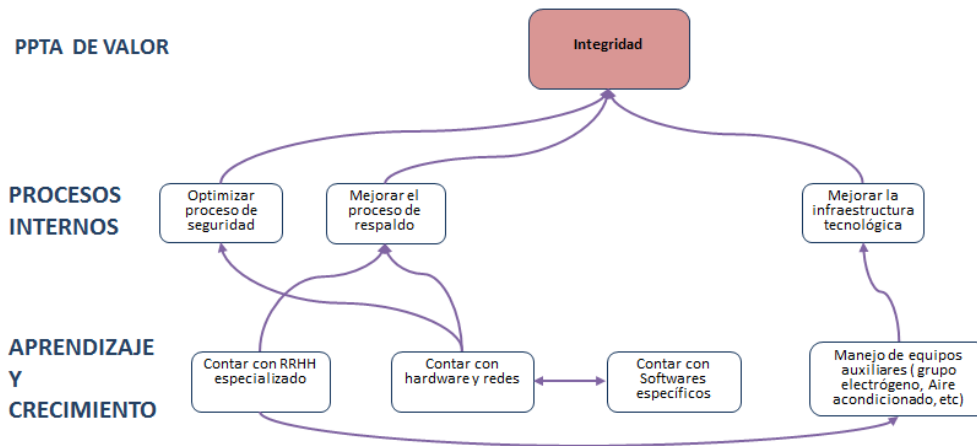 PPTA DE VALOR
Integridad
PROCESOS
INTERNOS
Optimizar
proceso de
seguridad
Mejorar el
proceso de
respaldo
Mejorar la
infraestructura
tecnológica
APRENDIZAJE
Y
CRECIMIENTO
Contar con RRHH
especializado
Contar con
hardware y redes
Contar con
Softwares
específicos
Manejo de equipos
auxiliares ( grupo
electrógeno, Aire
acondicionado, etc)